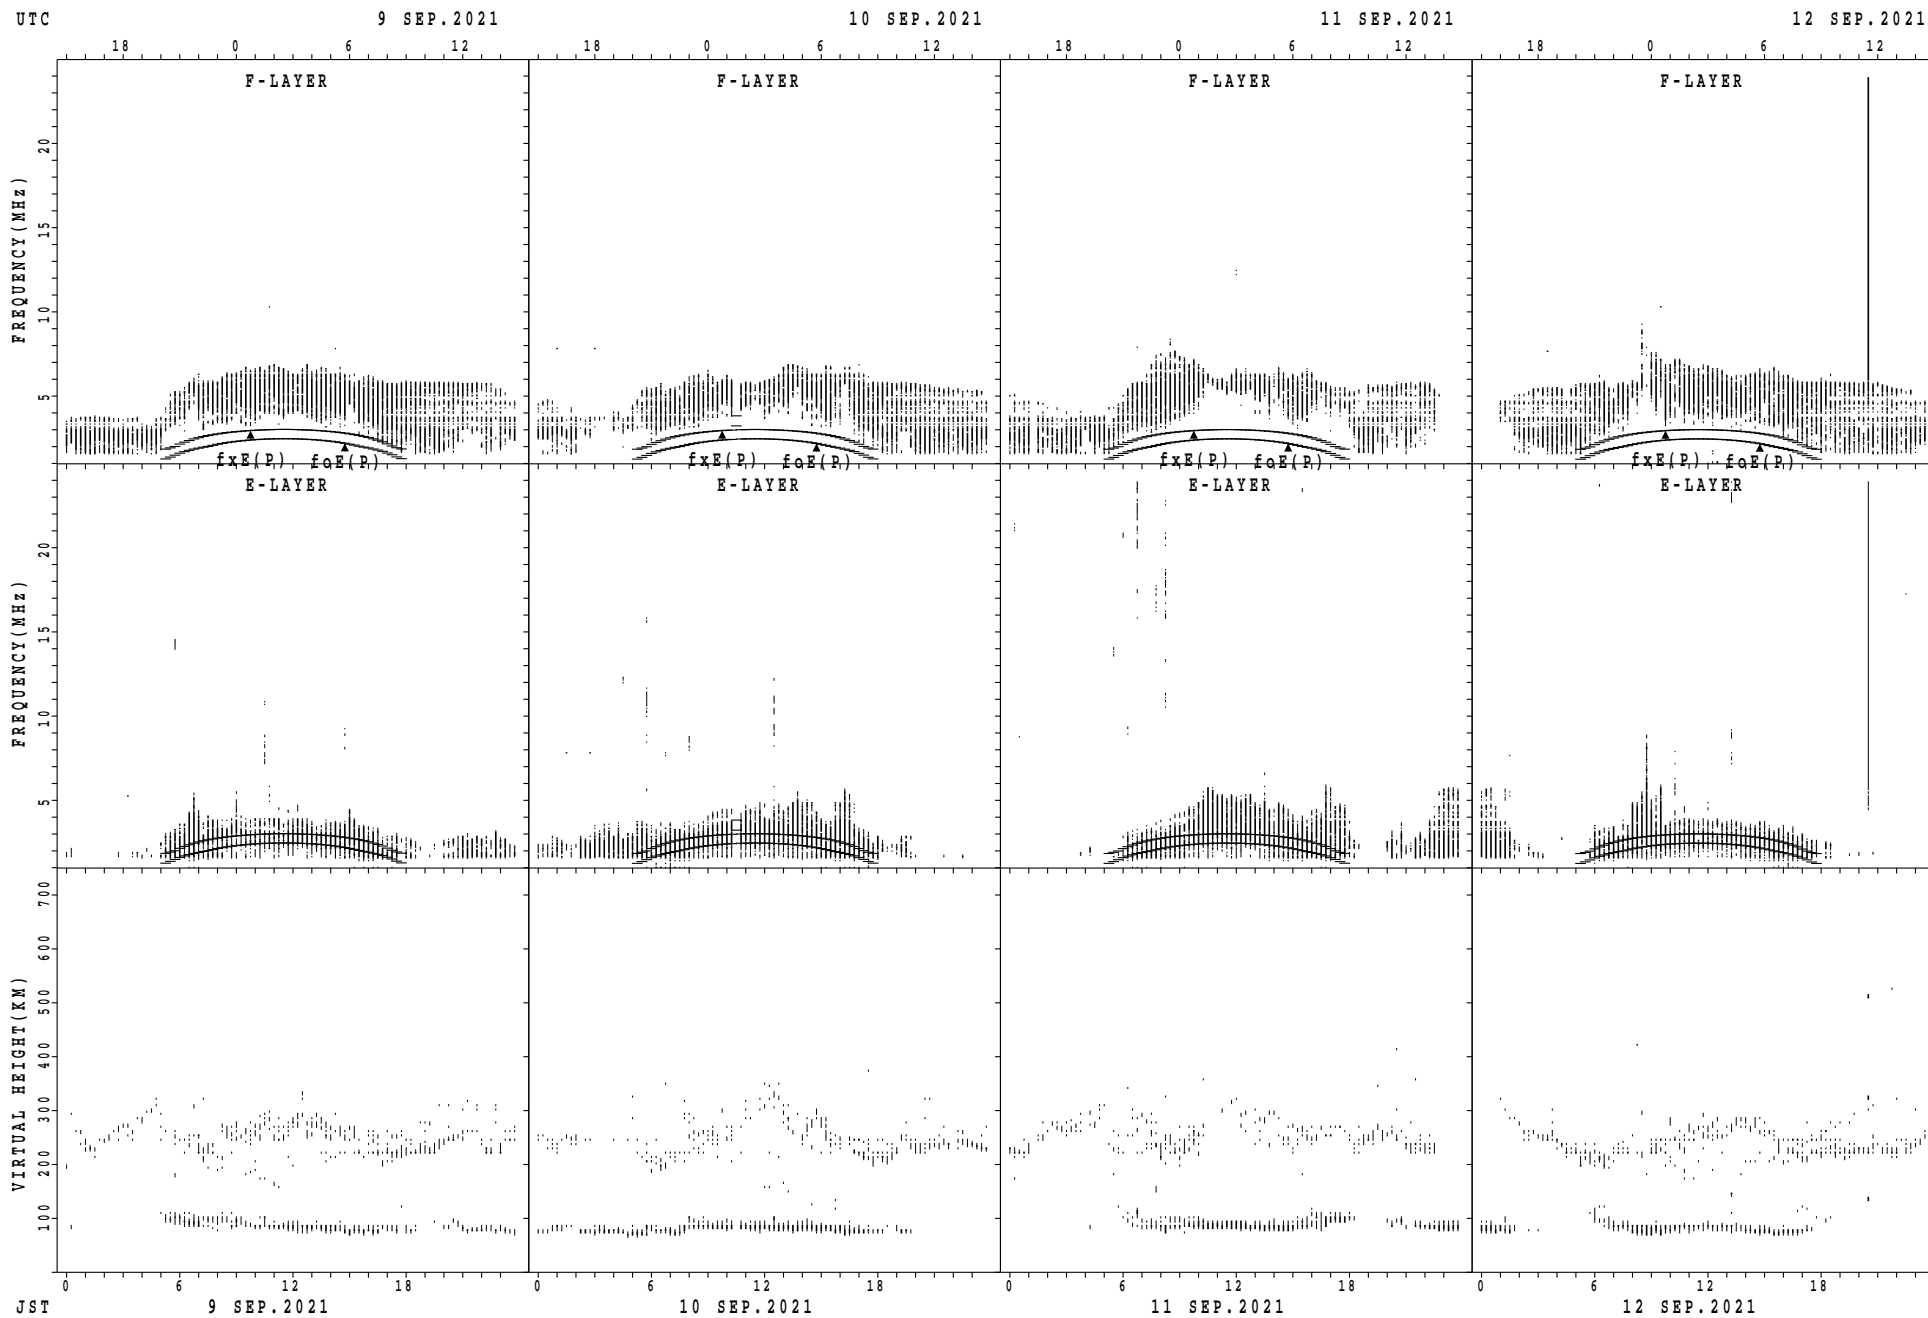 UTC 9 SEP.2021 10 SEP.2021 11 SEP.2021 12 SEP.2021
18 0 6 12 18 0 6 12 18 0 6 12 18 0 6 12
F-LAYER F-LAYER F-LAYER F-LAYER
FREQUENCY(MHz)
20
15
10
5
fxE(P) foE(P) fxE(P) foE(P) fxE(P) foE(P) fxE(P) foE(P)
E-LAYER E-LAYER E-LAYER E-LAYER
FREQUENCY(MHz)
20
15
10
5
VIRTUAL HEIGHT(KM)
700
600
500
400
300
200
100
0 6 12 18 0 6 12 18 0 6 12 18 0 6 12 18
JST 9 SEP.2021 10 SEP.2021 11 SEP.2021 12 SEP.2021